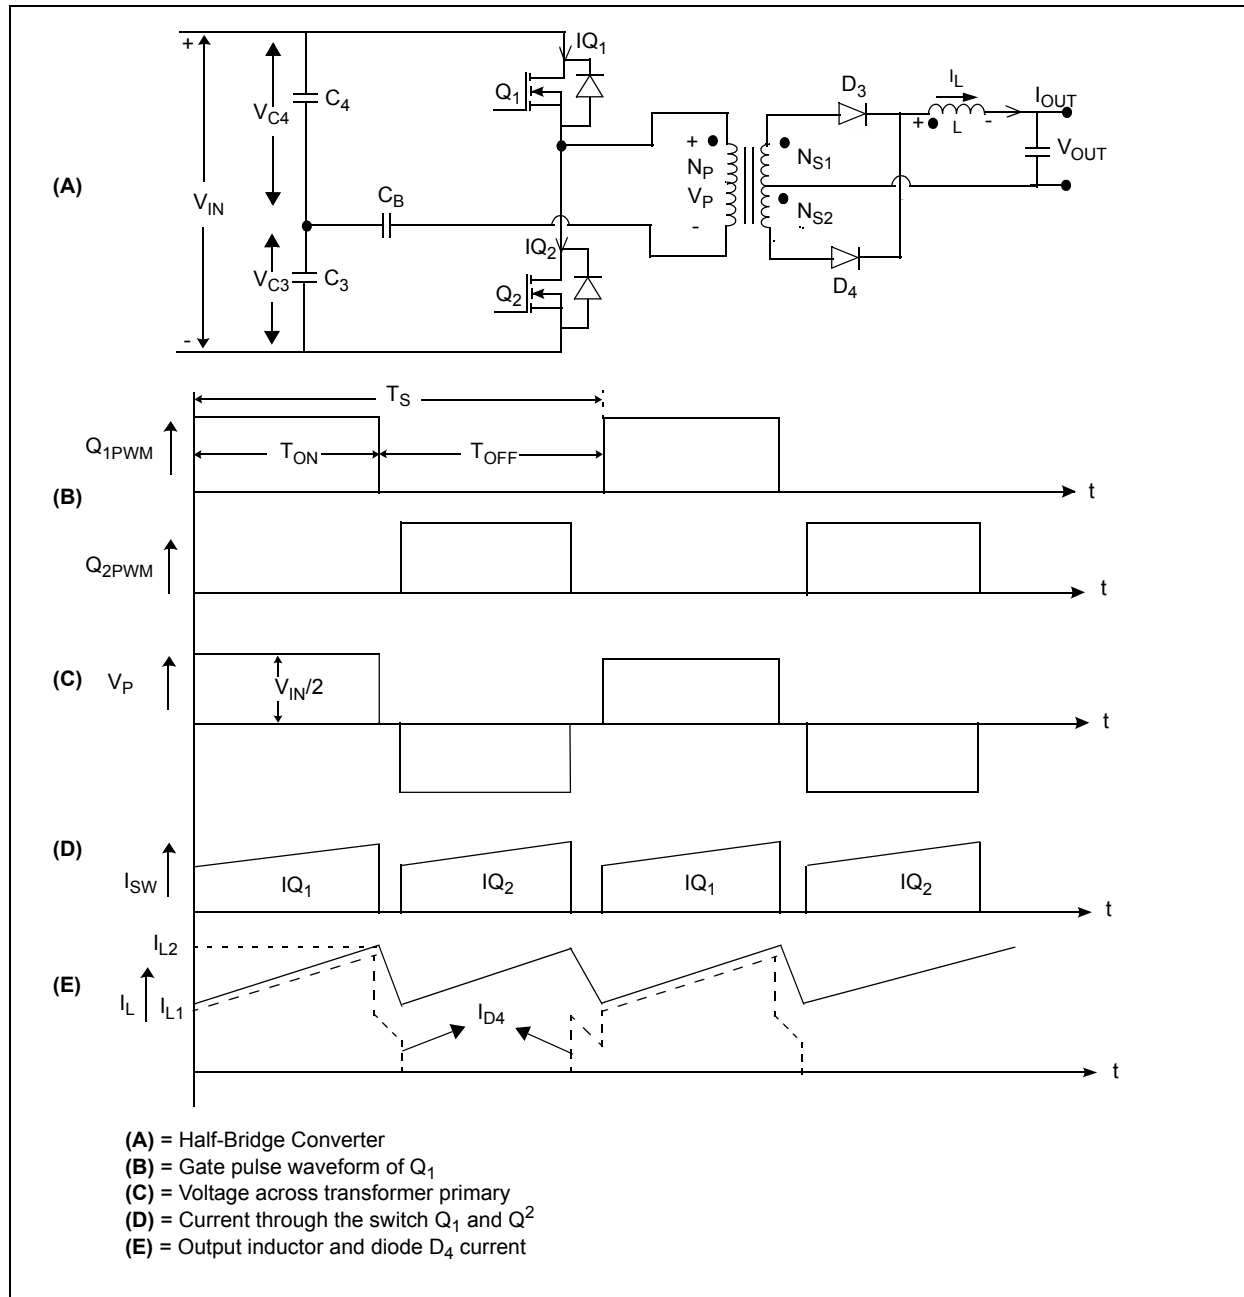 (A)
+
-
V_IN
V_C4
V_C3
C_4
C_3
C_B
IQ_1
Q_1
IQ_2
Q_2
+
N_P
V_P
-
N_S1
N_S2
D_3
D_4
I_L
+
L
-
I_OUT
V_OUT
T_S
Q_1PWM
T_ON
T_OFF
t
(B)
Q_2PWM
t
(C)
V_P
V_IN/2
t
(D)
I_SW
IQ_1
IQ_2
IQ_1
IQ_2
t
I_L2
(E)
I_L
I_L1
I_D4
t
(A) = Half-Bridge Converter
(B) = Gate pulse waveform of Q_1
(C) = Voltage across transformer primary
(D) = Current through the switch Q_1 and Q^2
(E) = Output inductor and diode D_4 current